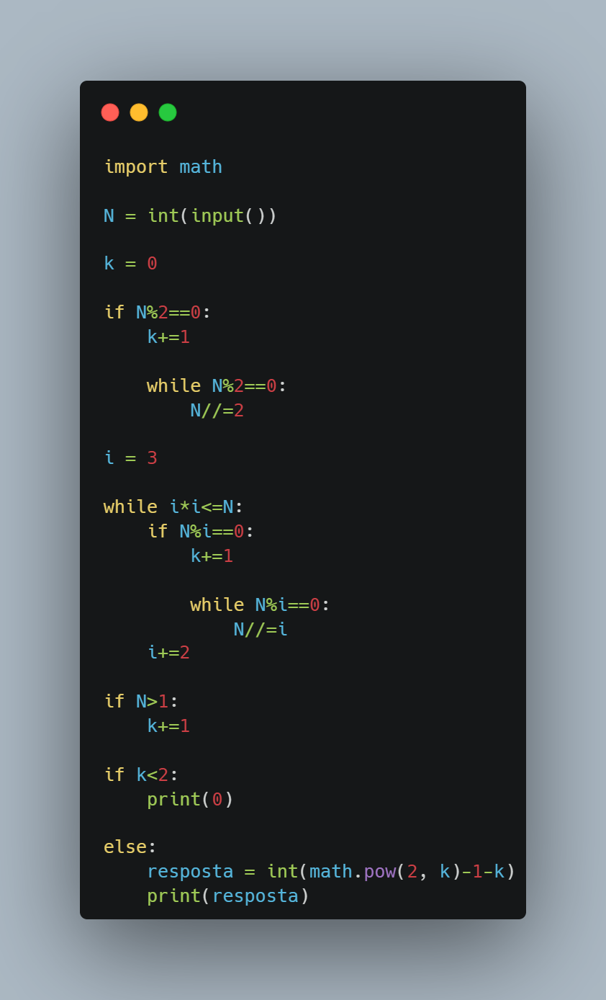 import math
N = int(input())
k = 0
if N%2==0:
    k+=1
    while N%2==0:
        N//=2
i = 3
while i*i<=N:
    if N%i==0:
        k+=1
        while N%i==0:
            N//=i
    i+=2
if N>1:
    k+=1
if k<2:
    print(0)
else:
    resposta = int(math.pow(2, k)-1-k)
    print(resposta)